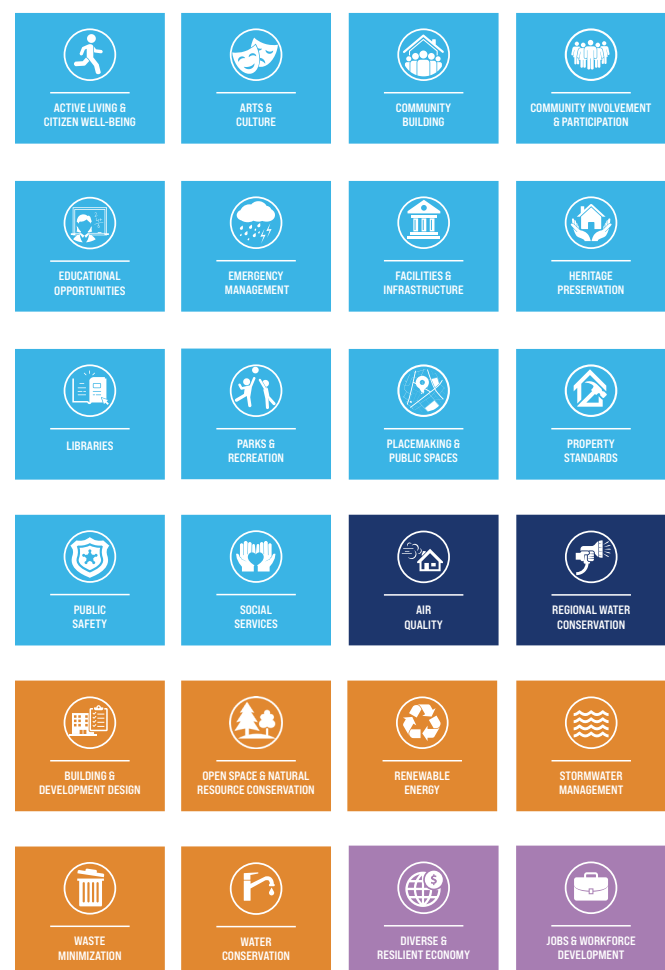 ACTIVE LIVING &
CITIZEN WELL-BEING
ARTS &
CULTURE
COMMUNITY
BUILDING
COMMUNITY INVOLVEMENT
& PARTICIPATION
EDUCATIONAL
OPPORTUNITIES
EMERGENCY
MANAGEMENT
FACILITIES &
INFRASTRUCTURE
HERITAGE
PRESERVATION
LIBRARIES
PARKS &
RECREATION
PLACEMAKING &
PUBLIC SPACES
PROPERTY
STANDARDS
PUBLIC
SAFETY
SOCIAL
SERVICES
AIR
QUALITY
REGIONAL WATER
CONSERVATION
BUILDING &
DEVELOPMENT DESIGN
OPEN SPACE & NATURAL
RESOURCE CONSERVATION
RENEWABLE
ENERGY
STORMWATER
MANAGEMENT
WASTE
MINIMIZATION
WATER
CONSERVATION
$
DIVERSE &
RESILIENT ECONOMY
JOBS & WORKFORCE
DEVELOPMENT